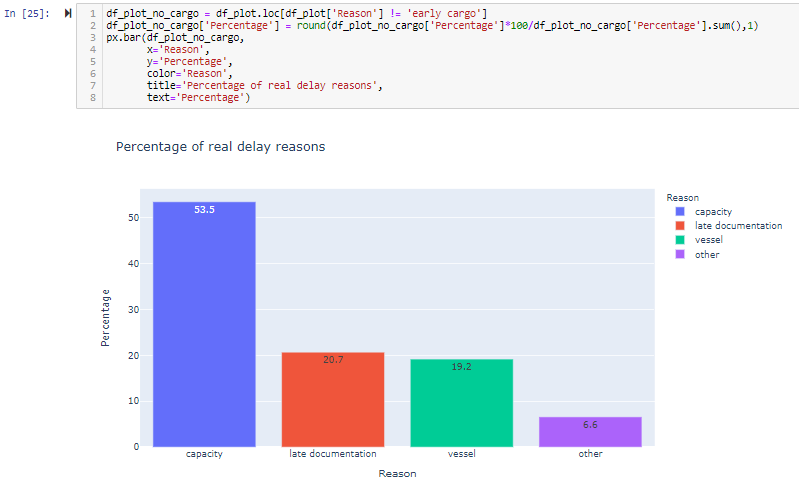 In [25]:
1 df_plot_no_cargo = df_plot.loc[df_plot['Reason'] != 'early cargo']
2 df_plot_no_cargo['Percentage'] = round(df_plot_no_cargo['Percentage']*100/df_plot_no_cargo['Percentage'].sum(),1)
3 px.bar(df_plot_no_cargo,
4 x='Reason',
5 y='Percentage',
6 color='Reason',
7 title='Percentage of real delay reasons',
8 text='Percentage')
Percentage of real delay reasons
Percentage
50
40
30
20
10
0
53.5
20.7
19.2
6.6
capacity
late documentation
vessel
other
Reason
Reason
capacity
late documentation
vessel
other